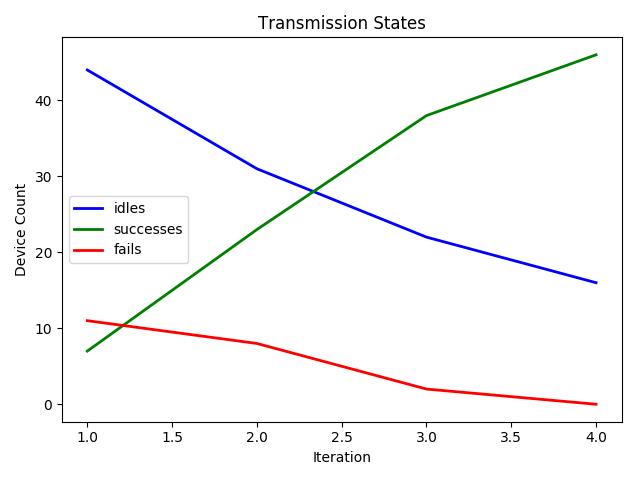 Transmission States
Device Count
40
30
20
10
0
idles
successes
fails
1.0 1.5 2.0 2.5 3.0 3.5 4.0
Iteration